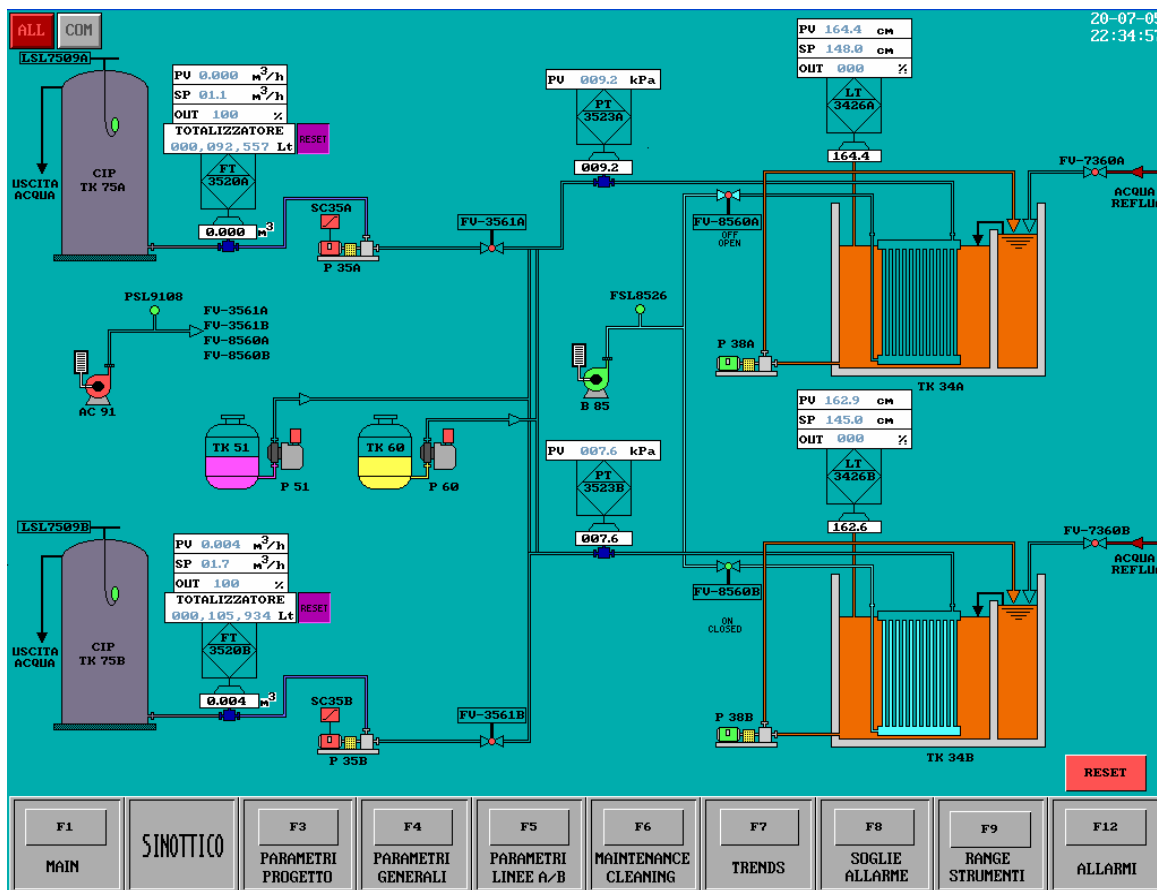 ALL
COM
20-07-05
22:34:57
LSL7509A
PV 0.000 m³/h
SP 01.1 m³/h
OUT 100 %
TOTALIZZATORE
000,092,557 Lt
RESET
FT
3520A
0.000 m³
CIP
TK 75A
USCITA
ACQUA
SC35A
P 35A
FV-3561A
PV 009.2 kPa
PT
3523A
009.2
PV 164.4 cm
SP 148.0 cm
OUT 000 %
LT
3426A
164.4
FV-7360A
ACQUA
REFLUA
FV-8560A
OFF
OPEN
P 38A
TK 34A
PSL9108
FV-3561A
FV-3561B
FV-8560A
FV-8560B
AC 91
FSL8526
B 85
TK 51
P 51
TK 60
P 60
PV 007.6 kPa
PT
3523B
007.6
PV 162.9 cm
SP 145.0 cm
OUT 000 %
LT
3426B
162.6
FV-7360B
ACQUA
REFLUA
LSL7509B
PV 0.004 m³/h
SP 01.7 m³/h
OUT 100 %
TOTALIZZATORE
000,105,934 Lt
RESET
FT
3520B
0.004 m³
CIP
TK 75B
USCITA
ACQUA
SC35B
P 35B
FV-3561B
FV-8560B
ON
CLOSED
P 38B
TK 34B
RESET
F1
MAIN
SINOTTICO
F3
PARAMETRI
PROGETTO
F4
PARAMETRI
GENERALI
F5
PARAMETRI
LINEE A/B
F6
MAINTENANCE
CLEANING
F7
TRENDS
F8
SOGLIE
ALLARME
F9
RANGE
STRUMENTI
F12
ALLARMI